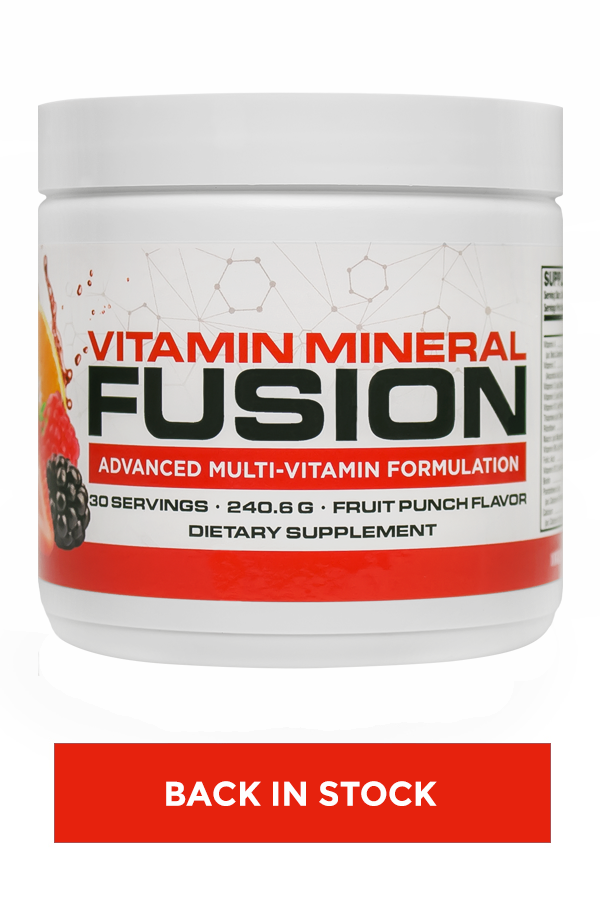 VITAMIN MINERAL
FUSION
ADVANCED MULTI-VITAMIN FORMULATION
30 SERVINGS · 240.6 G · FRUIT PUNCH FLAVOR
DIETARY SUPPLEMENT
BACK IN STOCK